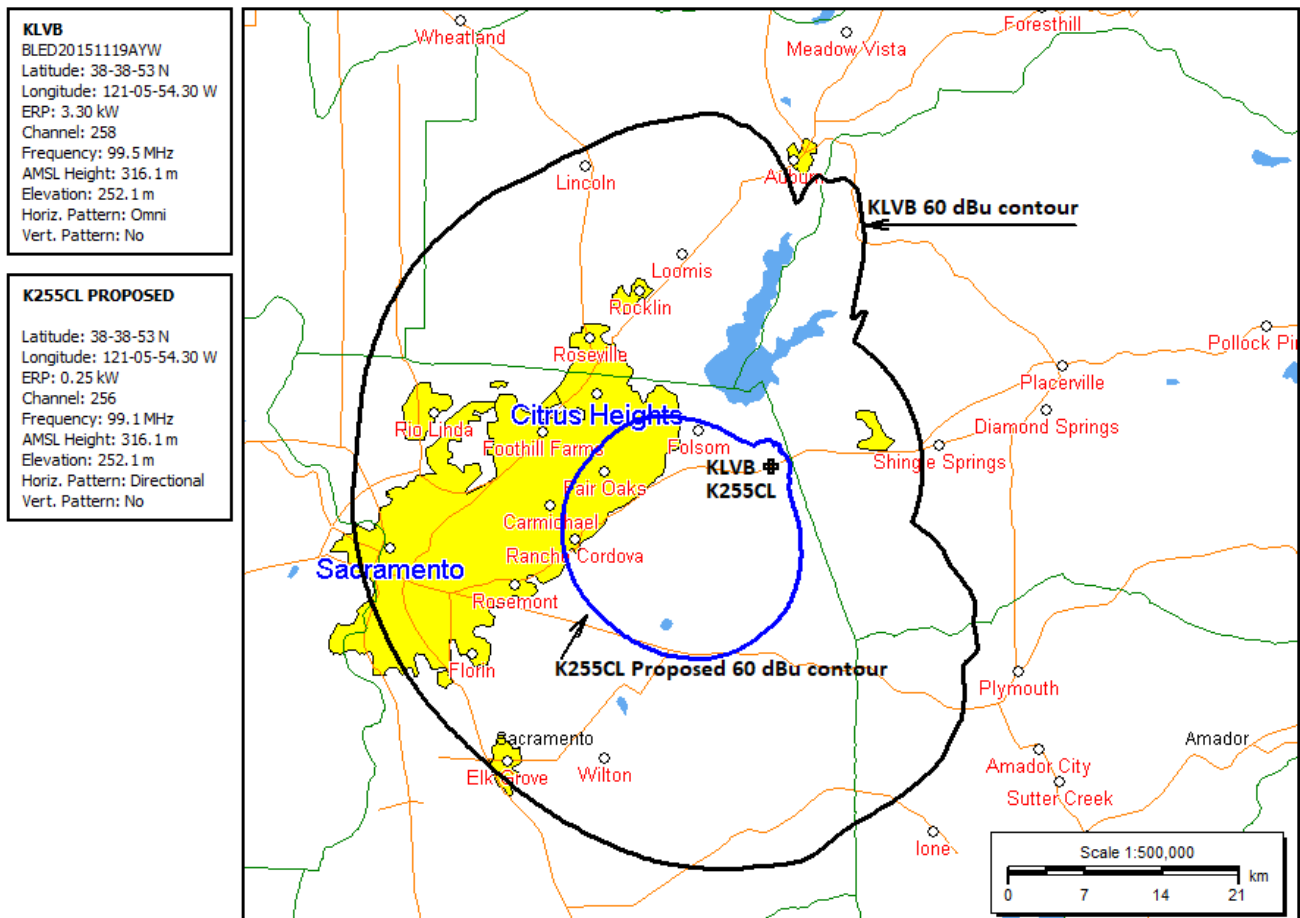 KLVB
BLED20151119AYW
Latitude: 38-38-53 N
Longitude: 121-05-54.30 W
ERP: 3.30 kW
Channel: 258
Frequency: 99.5 MHz
AMSL Height: 316.1 m
Elevation: 252.1 m
Horiz. Pattern: Omni
Vert. Pattern: No
K255CL PROPOSED
Latitude: 38-38-53 N
Longitude: 121-05-54.30 W
ERP: 0.25 kW
Channel: 256
Frequency: 99.1 MHz
AMSL Height: 316.1 m
Elevation: 252.1 m
Horiz. Pattern: Directional
Vert. Pattern: No
Wheatland
Foresthill
Meadow Vista
Auburn
Lincoln
KLVB 60 dBu contour
Loomis
Rocklin
Roseville
Pollock Pi
Placerville
Citrus Heights
Rio Linda
Foothill Farms
Folsom
Diamond Springs
Shingle Springs
KLVB
K255CL
Fair Oaks
Carmichael
Rancho Cordova
Sacramento
Rosemont
Florin
K255CL Proposed 60 dBu contour
Plymouth
Sacramento
Elk Grove
Wilton
Amador
Amador City
Sutter Creek
Ione
Scale 1:500,000
km
0 7 14 21